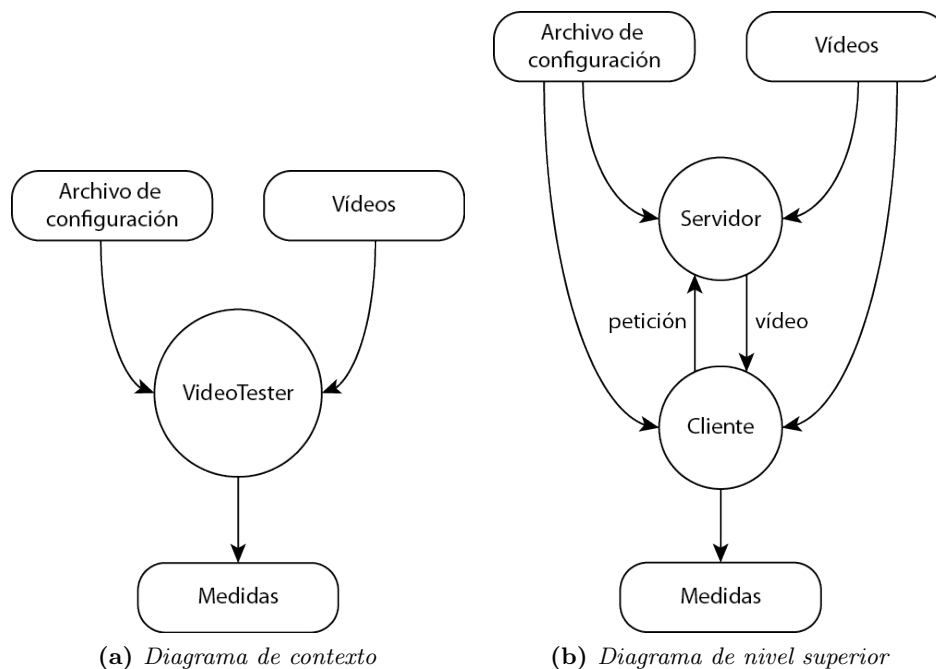 Archivo de
configuración
Vídeos
VideoTester
Medidas
(a) Diagrama de contexto
Archivo de
configuración
Vídeos
Servidor
petición
vídeo
Cliente
Medidas
(b) Diagrama de nivel superior